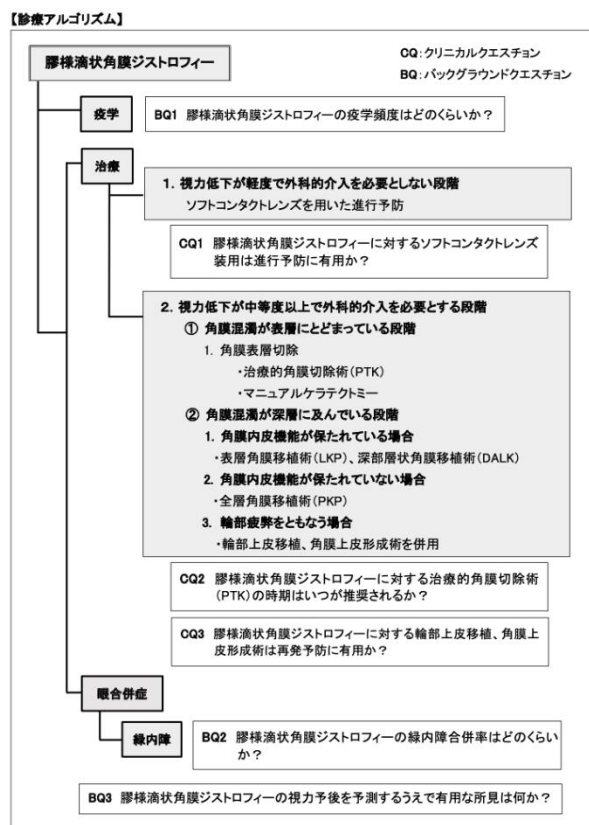 【診療アルゴリズム】
膠様滴状角膜ジストロフィー
CQ:クリニカルクエスチョン
BQ:バックグラウンドクエスチョン
疫学
BQ1 膠様滴状角膜ジストロフィーの疫学頻度はどのくらいか？
治療
1. 視力低下が軽度で外科的介入を必要としない段階
ソフトコンタクトレンズを用いた進行予防
CQ1 膠様滴状角膜ジストロフィーに対するソフトコンタクトレンズ
装用は進行予防に有用か？
2. 視力低下が中等度以上で外科的介入を必要とする段階
① 角膜混濁が表層にとどまっている段階
1. 角膜表層切除
・治療的角膜切除術(PTK)
・マニュアルケラテクトミー
② 角膜混濁が深層に及んでいる段階
1. 角膜内皮機能が保たれている場合
・表層角膜移植術(LKP)、深部層状角膜移植術(DALK)
2. 角膜内皮機能が保たれていない場合
・全層角膜移植術(PKP)
3. 輪部疲弊をともなう場合
・輪部上皮移植、角膜上皮形成術を併用
CQ2 膠様滴状角膜ジストロフィーに対する治療的角膜切除術
(PTK)の時期はいつが推奨されるか？
CQ3 膠様滴状角膜ジストロフィーに対する輪部上皮移植、角膜上
皮形成術は再発予防に有用か？
眼合併症
緑内障
BQ2 膠様滴状角膜ジストロフィーの緑内障合併率はどのくらい
か？
BQ3 膠様滴状角膜ジストロフィーの視力予後を予測するうえで有用な所見は何か？